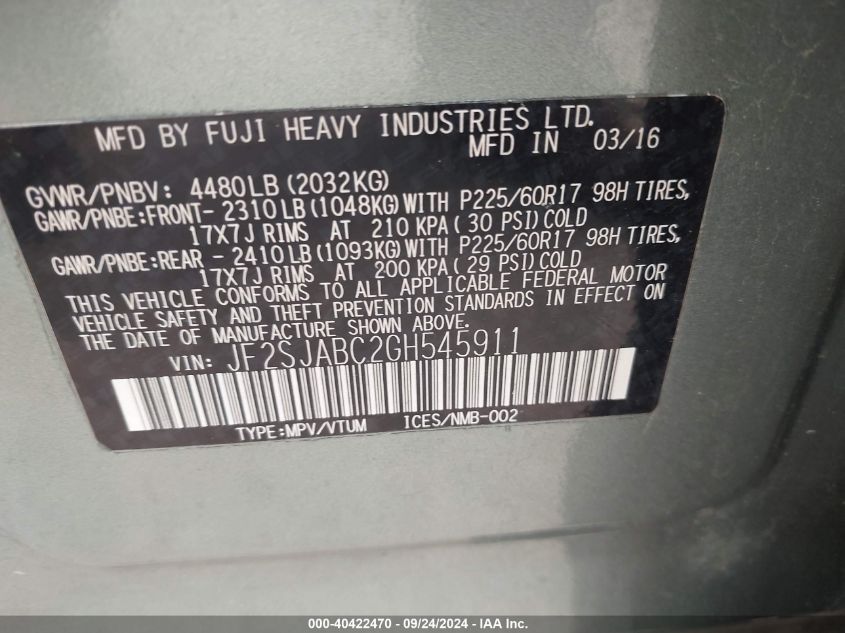 MFD BY FUJI HEAVY INDUSTRIES LTD.
MFD IN 03/16
GVWR/PNBV: 4480LB (2032KG)
GAWR/PNBE:FRONT- 2310LB (1048KG)WITH P225/60R17 98H TIRES,
17X7J RIMS AT 210 KPA( 30 PSI)COLD
GAWR/PNBE:REAR - 2410LB (1093KG)WITH P225/60R17 98H TIRES,
17X7J RIMS AT 200 KPA( 29 PSI)COLD
THIS VEHICLE CONFORMS TO ALL APPLICABLE FEDERAL MOTOR
VEHICLE SAFETY AND THEFT PREVENTION STANDARDS IN EFFECT ON
THE DATE OF MANUFACTURE SHOWN ABOVE.
VIN: JF2SJABC2GH545911
TYPE:MPV/VTUM ICES/NMB-002
000-40422470 - 09/24/2024 - IAA Inc.